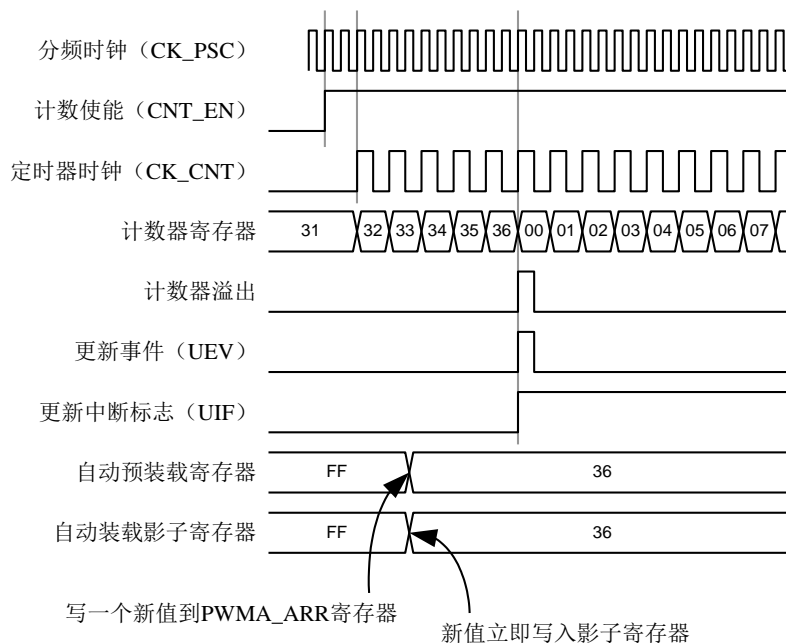 分频时钟（CK_PSC）
计数使能（CNT_EN）
定时器时钟（CK_CNT）
计数器寄存器 31 32 33 34 35 36 00 01 02 03 04 05 06 07
计数器溢出
更新事件（UEV）
更新中断标志（UIF）
自动预装载寄存器 FF 36
自动装载影子寄存器 FF 36
写一个新值到PWMA_ARR寄存器
新值立即写入影子寄存器